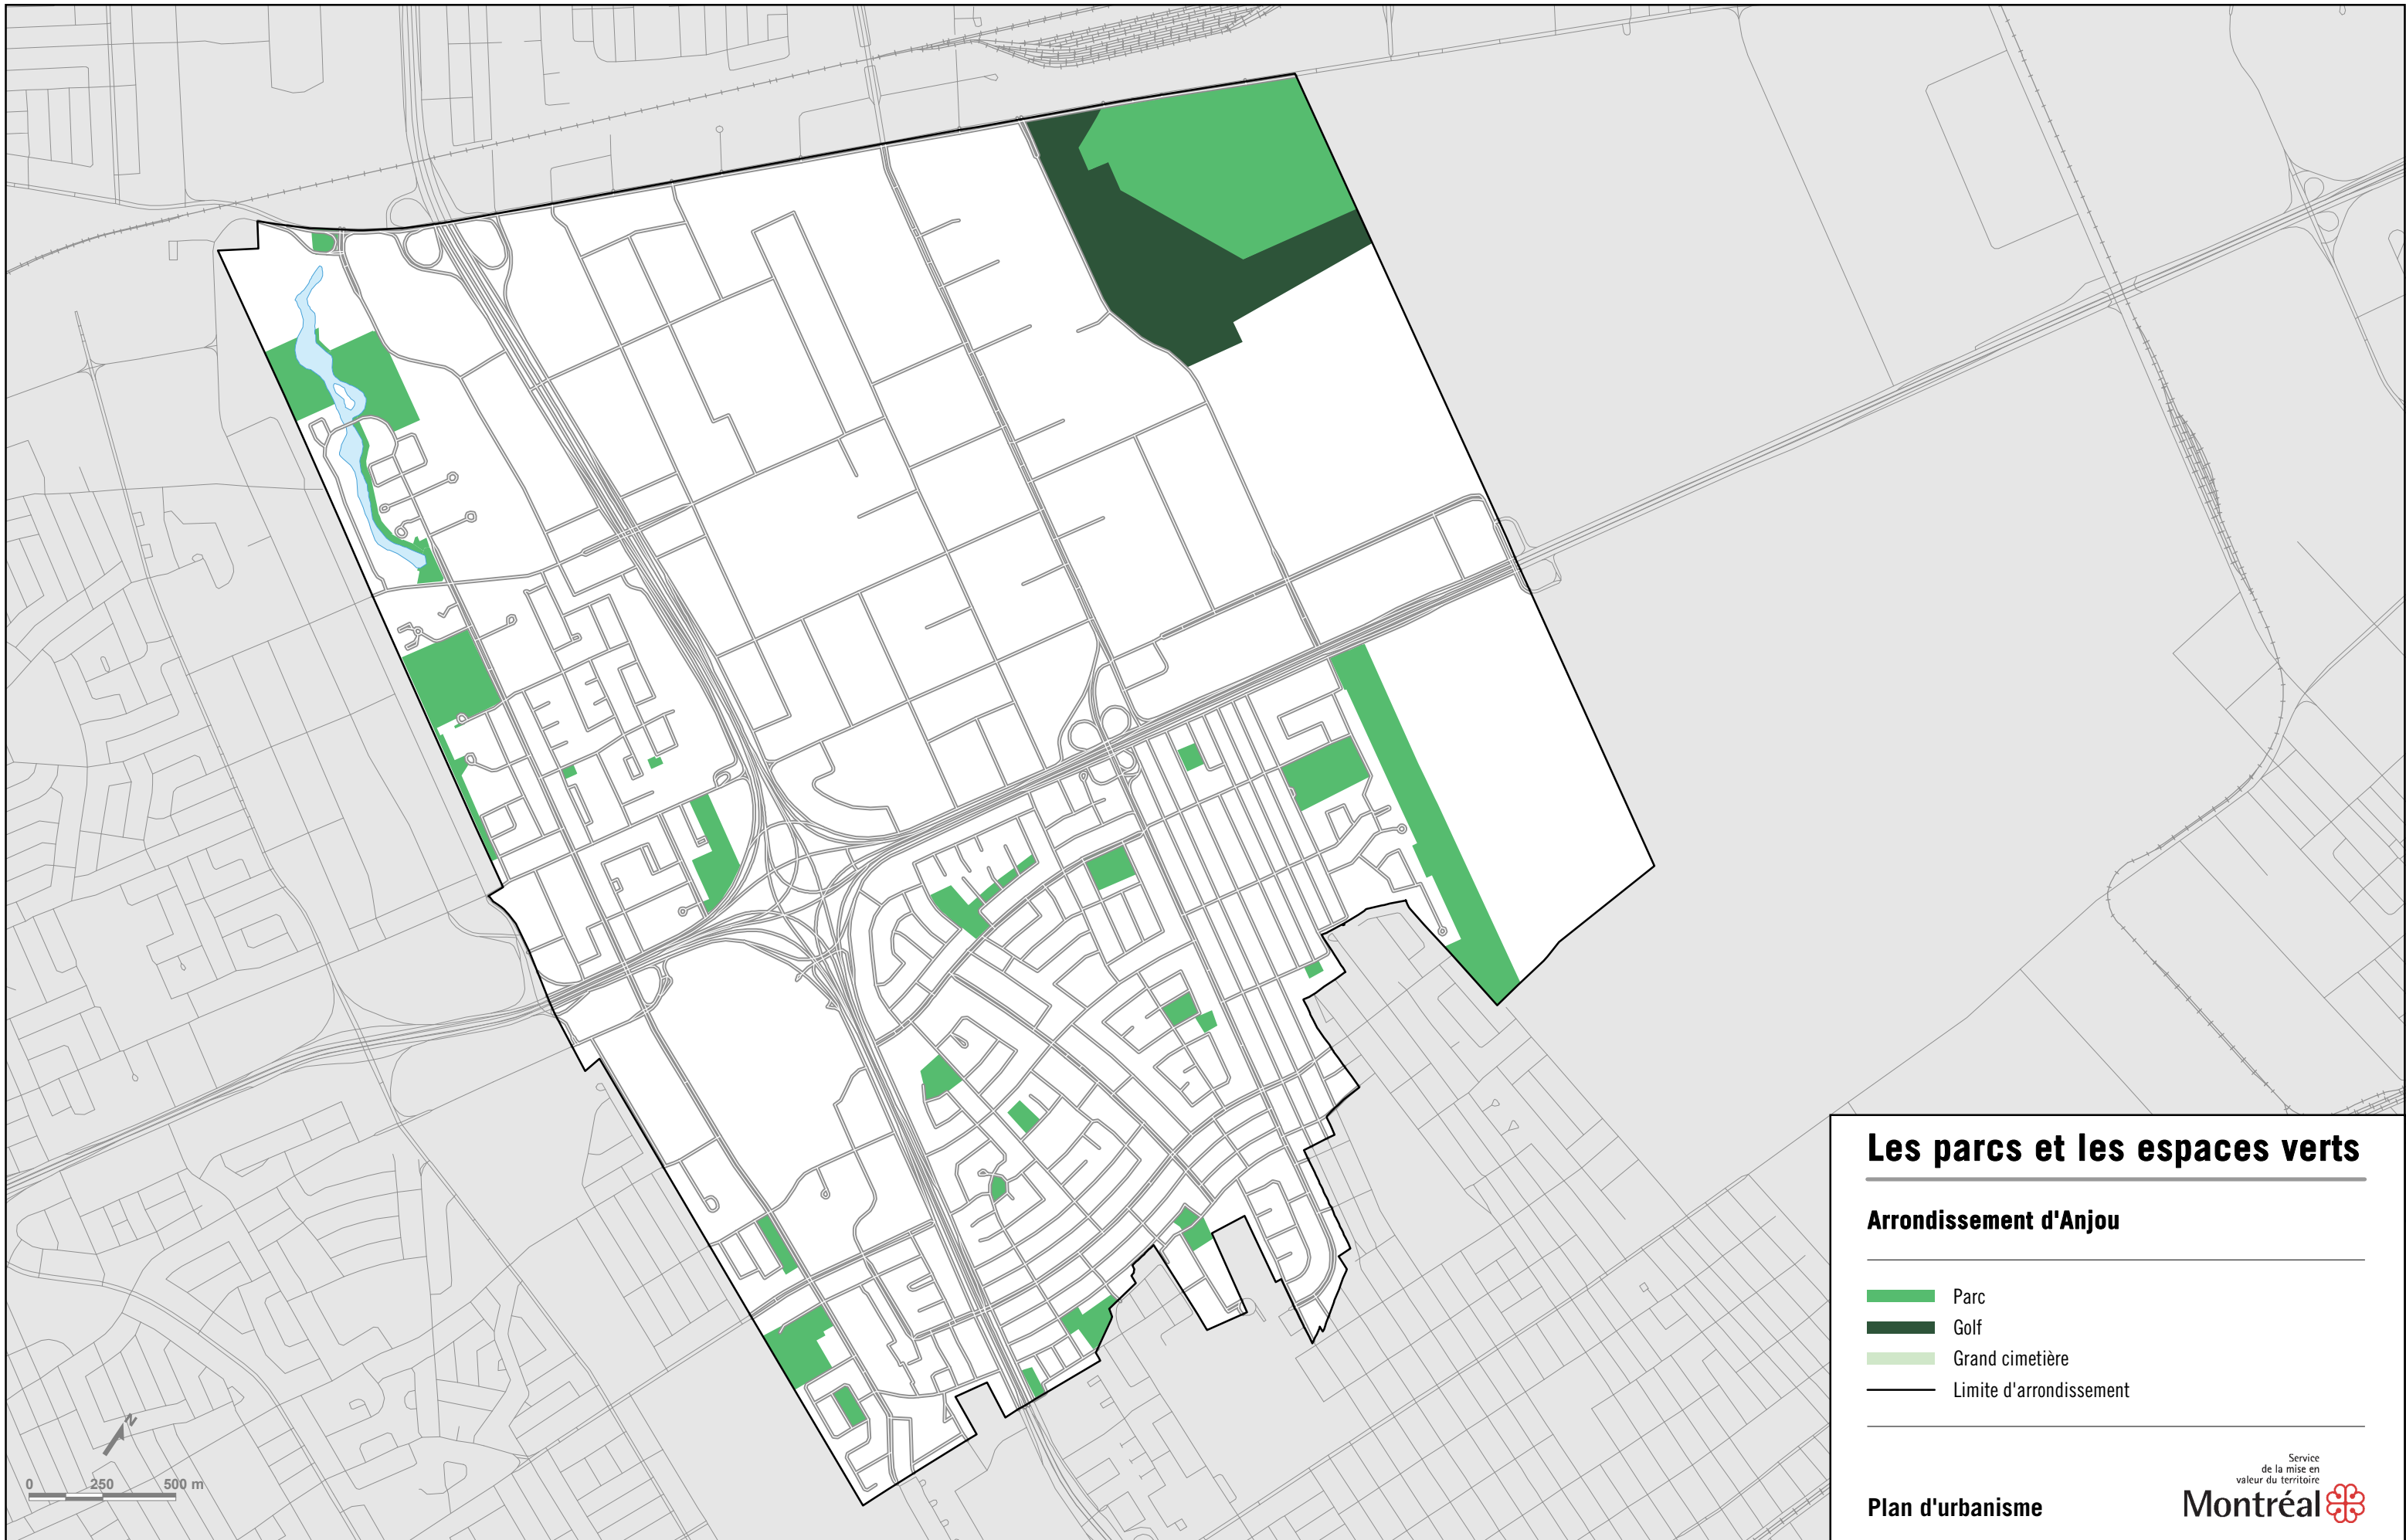 Les parcs et les espaces verts
Arrondissement d'Anjou
Parc
Golf
Grand cimetière
Limite d'arrondissement
Plan d'urbanisme
Service
de la mise en
valeur du territoire
Montréal
N
0 250 500 m